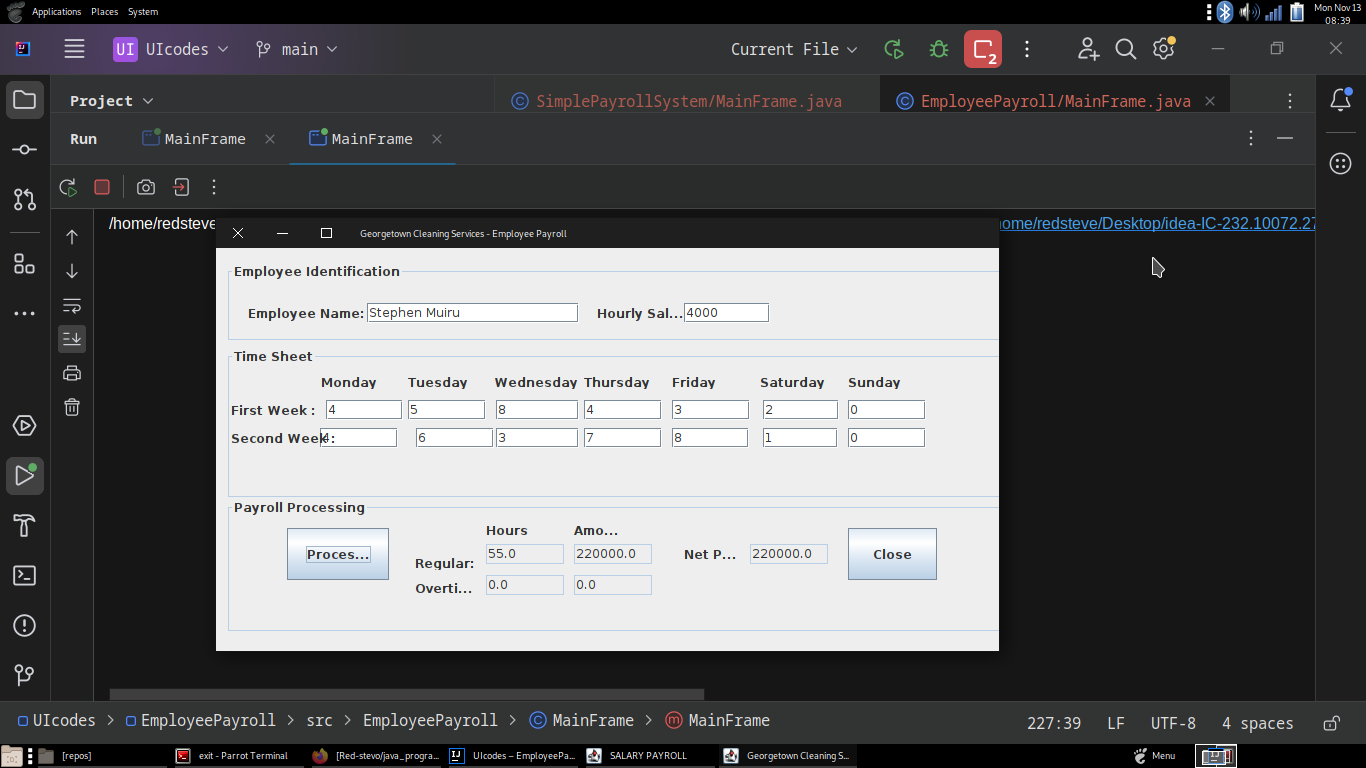 Applications Places System
Mon Nov 13
08:39
UI UIcodes main Current File 2
Project SimplePayrollSystem/MainFrame.java EmployeePayroll/MainFrame.java
Run MainFrame MainFrame
/home/redsteve
ome/redsteve/Desktop/idea-IC-232.10072.27
Georgetown Cleaning Services - Employee Payroll
Employee Identification
Employee Name: Stephen Muiru Hourly Sal... 4000
Time Sheet
Monday Tuesday Wednesday Thursday Friday Saturday Sunday
First Week : 4 5 8 4 3 2 0
Second Week : 4 6 3 7 8 1 0
Payroll Processing
Hours Amo...
Proces... Regular: 55.0 220000.0 Net P... 220000.0 Close
Overti... 0.0 0.0
UIcodes > EmployeePayroll > src > EmployeePayroll > MainFrame > MainFrame
227:39 LF UTF-8 4 spaces
[repos] exit - Parrot Terminal [Red-stevo/java_progra... UIcodes – EmployeePa... SALARY PAYROLL Georgetown Cleaning S... Menu